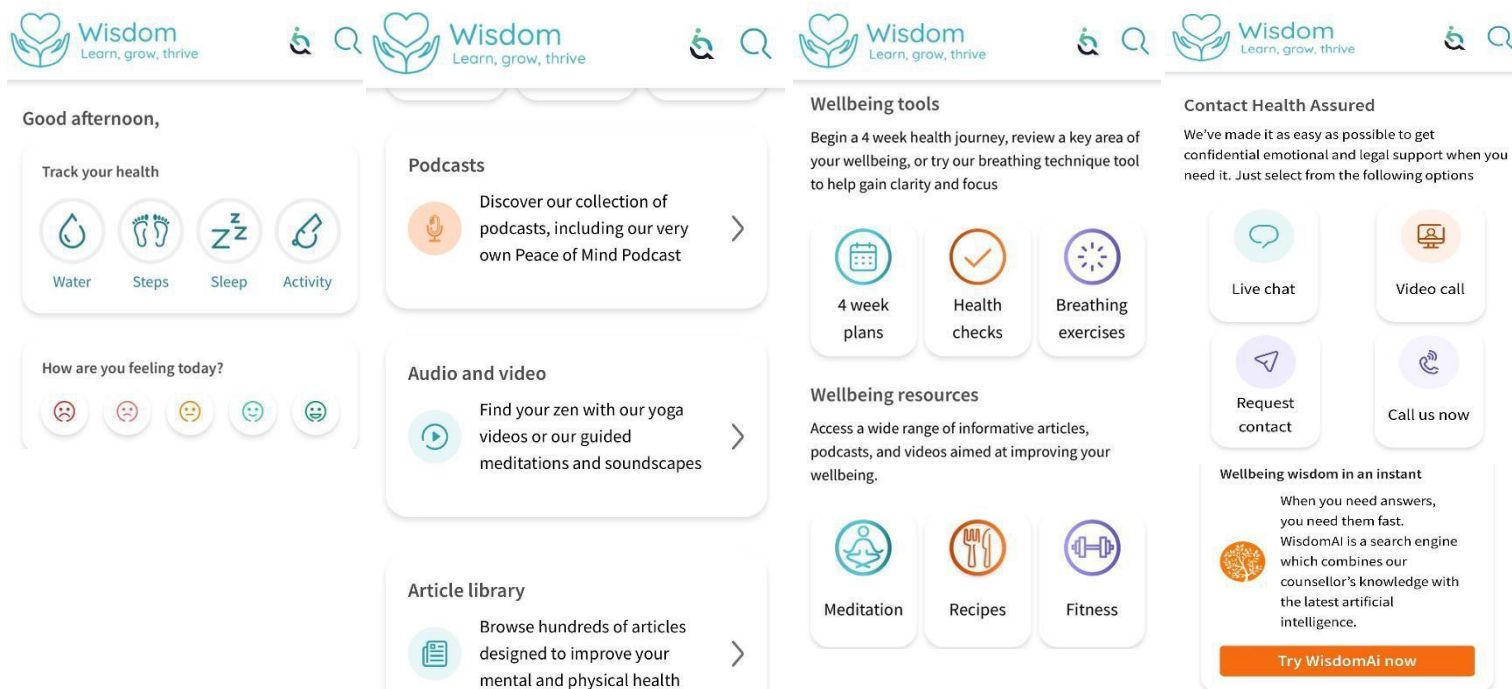 Wisdom
Learn, grow, thrive
Good afternoon,
Track your health
Water Steps Sleep Activity
How are you feeling today?
Wisdom
Learn, grow, thrive
Podcasts
Discover our collection of
podcasts, including our very
own Peace of Mind Podcast
Audio and video
Find your zen with our yoga
videos or our guided
meditations and soundscapes
Article library
Browse hundreds of articles
designed to improve your
mental and physical health
Wisdom
Learn, grow, thrive
Wellbeing tools
Begin a 4 week health journey, review a key area of
your wellbeing, or try our breathing technique tool
to help gain clarity and focus
4 week
plans
Health
checks
Breathing
exercises
Wellbeing resources
Access a wide range of informative articles,
podcasts, and videos aimed at improving your
wellbeing.
Meditation Recipes Fitness
Wisdom
Learn, grow, thrive
Contact Health Assured
We've made it as easy as possible to get
confidential emotional and legal support when you
need it. Just select from the following options
Live chat Video call
Request
contact
Call us now
Wellbeing wisdom in an instant
When you need answers,
you need them fast.
WisdomAI is a search engine
which combines our
counsellor's knowledge with
the latest artificial
intelligence.
Try WisdomAi now